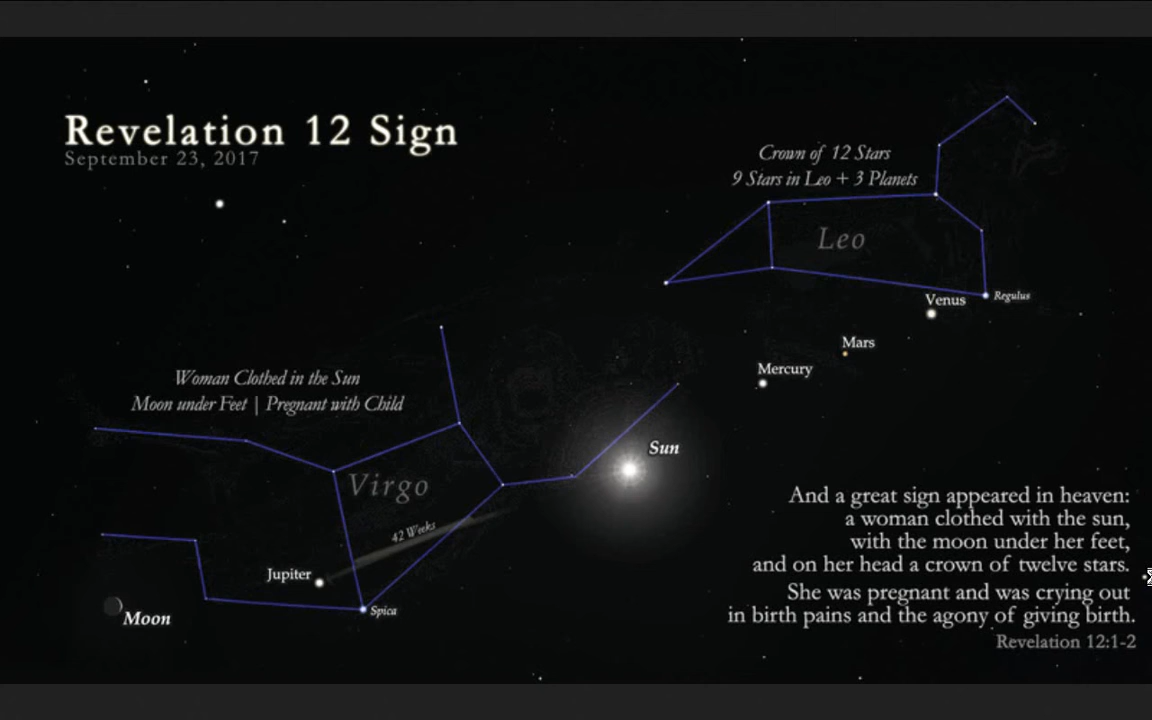 Revelation 12 Sign
September 23, 2017
Crown of 12 Stars
9 Stars in Leo + 3 Planets
Leo
Venus
Regulus
Mars
Mercury
Woman Clothed in the Sun
Moon under Feet | Pregnant with Child
Sun
Virgo
42 Weeks
Jupiter
Spica
Moon
And a great sign appeared in heaven:
a woman clothed with the sun,
with the moon under her feet,
and on her head a crown of twelve stars.
She was pregnant and was crying out
in birth pains and the agony of giving birth.
Revelation 12:1-2